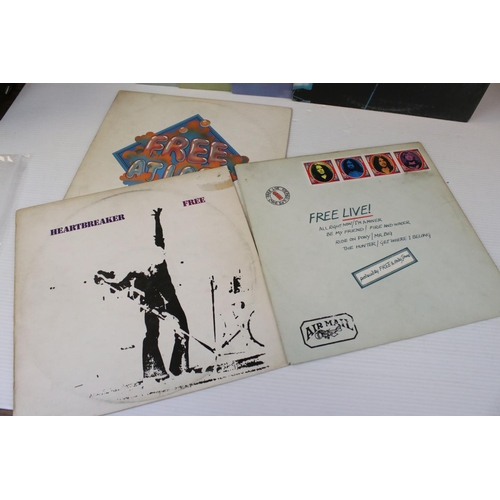 FREE
AT LAST
HEARTBREAKER FREE
FREE LIVE!
ALL RIGHT NOW / I'M A MOVER
BE MY FRIEND / FIRE AND WATER
RIDE ON PONY / MR. BIG
THE HUNTER / GET WHERE I BELONG
AIR MAIL